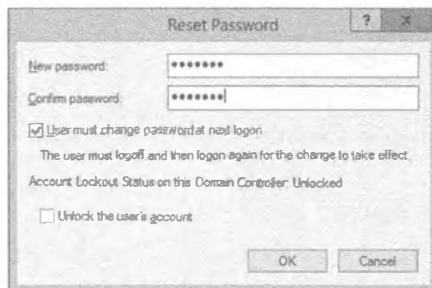 Reset Password
? ×
New password: •••••••
Confirm password: •••••••
User must change password at next logon
The user must logoff and then logon again for the change to take effect
Account Lockout Status on this Domain Controller: Unlocked
Unlock the user's account
OK Cancel